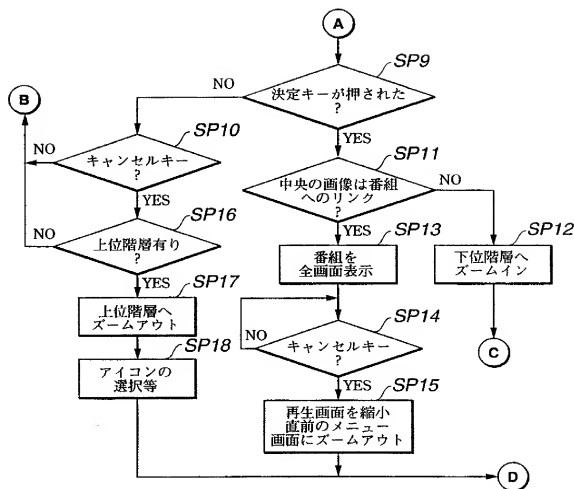 A
SP9
決定キーが押された
?
NO
YES
B
SP10
キャンセルキー
?
NO
YES
SP11
中央の画像は番組
へのリンク
?
NO
YES
SP16
上位階層有り
?
NO
YES
SP13
番組を
全画面表示
SP12
下位階層へ
ズームイン
C
SP17
上位階層へ
ズームアウト
SP14
キャンセルキー
?
NO
YES
SP18
アイコンの
選択等
SP15
再生画面を縮小
直前のメニュー
画面にズームアウト
D